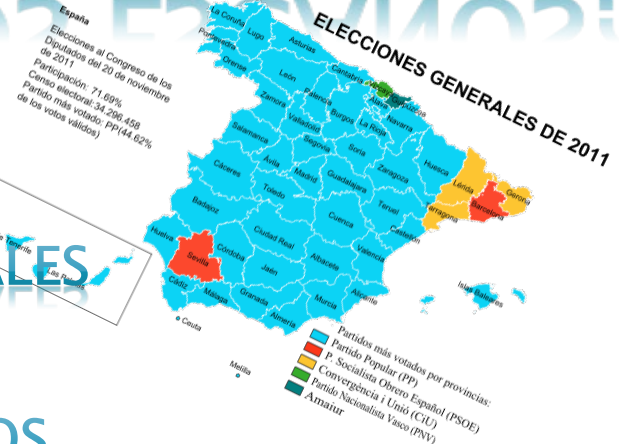 España
Elecciones al Congreso de los
Diputados del 20 de noviembre
de 2011
Participación: 71.69%
Censo electoral:34,296.458
Partido más votado: PP(44.62%
de los votos válidos)
ELECCIONES GENERALES DE 2011
La Coruña
Lugo
Asturias
Cantabria
Vizcaya
Guipúzcoa
Pontevedra
Orense
León
Palencia
Burgos
Álava
Navarra
La Rioja
Zamora
Valladolid
Segovia
Soria
Huesca
Lérida
Gerona
Barcelona
Tarragona
Zaragoza
Salamanca
Ávila
Madrid
Guadalajara
Teruel
Castellón
Cáceres
Toledo
Cuenca
Valencia
Badajoz
Ciudad Real
Albacete
Alicante
Huelva
Sevilla
Córdoba
Jaén
Murcia
Cádiz
Málaga
Granada
Almería
Ceuta
Melilla
Islas Baleares
Tenerife
Las Palmas
ALES
OS
Partidos más votados por provincias:
Partido Popular (PP)
P. Socialista Obrero Español (PSOE)
Convergència i Unió (CiU)
Partido Nacionalista Vasco (PNV)
Amaiur